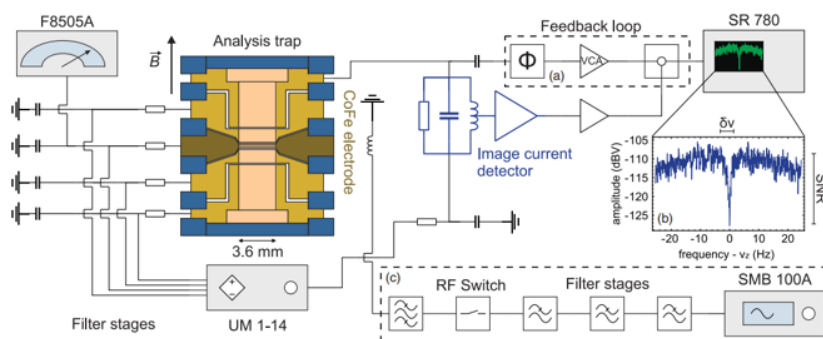 F8505A
B
Analysis trap
CoFe electrode
3.6 mm
Filter stages
UM 1-14
Feedback loop
Φ
VCA
(a)
Image current
detector
SR 780
δν
amplitude (dBV)
-105
-110
-115
-120
-125
(b)
-20
-10
0
10
20
frequency - νz (Hz)
SNR
(c)
RF Switch
Filter stages
SMB 100A